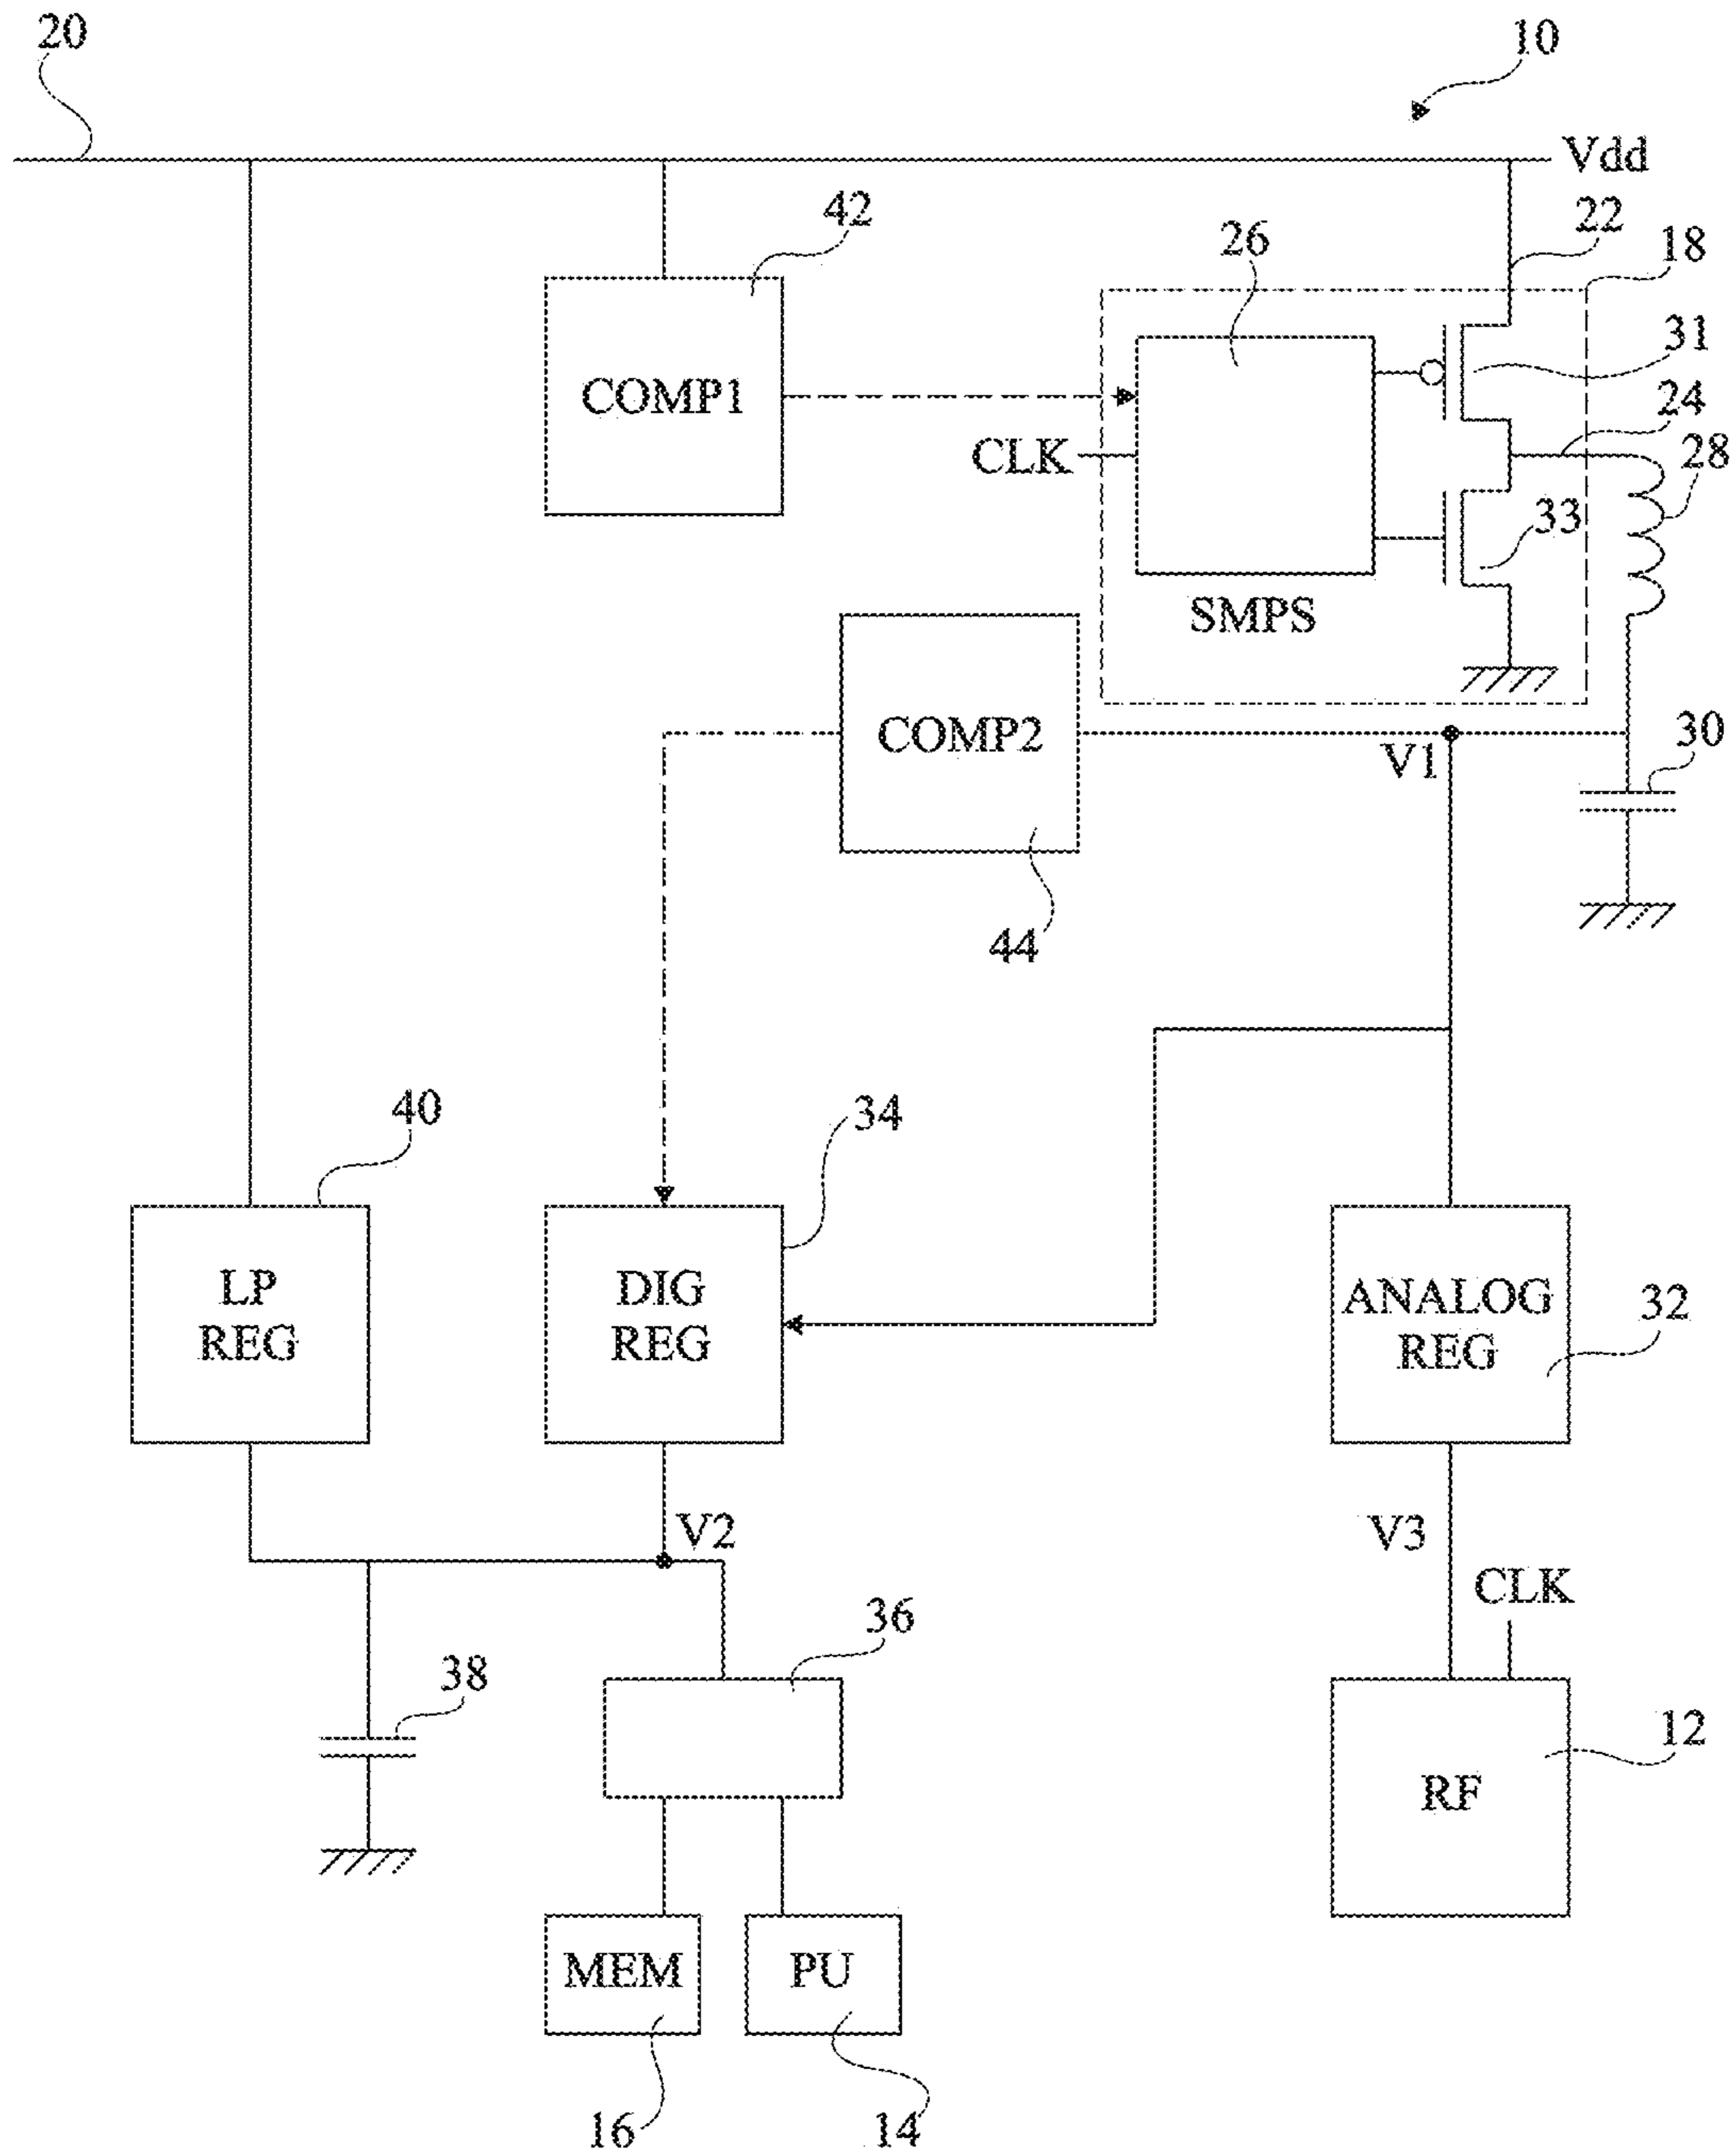 20
10
Vdd
42
22
26
18
31
COMP1
24
CLK
28
33
SMPS
COMP2
V1
30
44
40
34
LP
REG
DIG
REG
ANALOG
REG
32
V2
V3
CLK
36
38
12
RF
MEM
PU
16
14